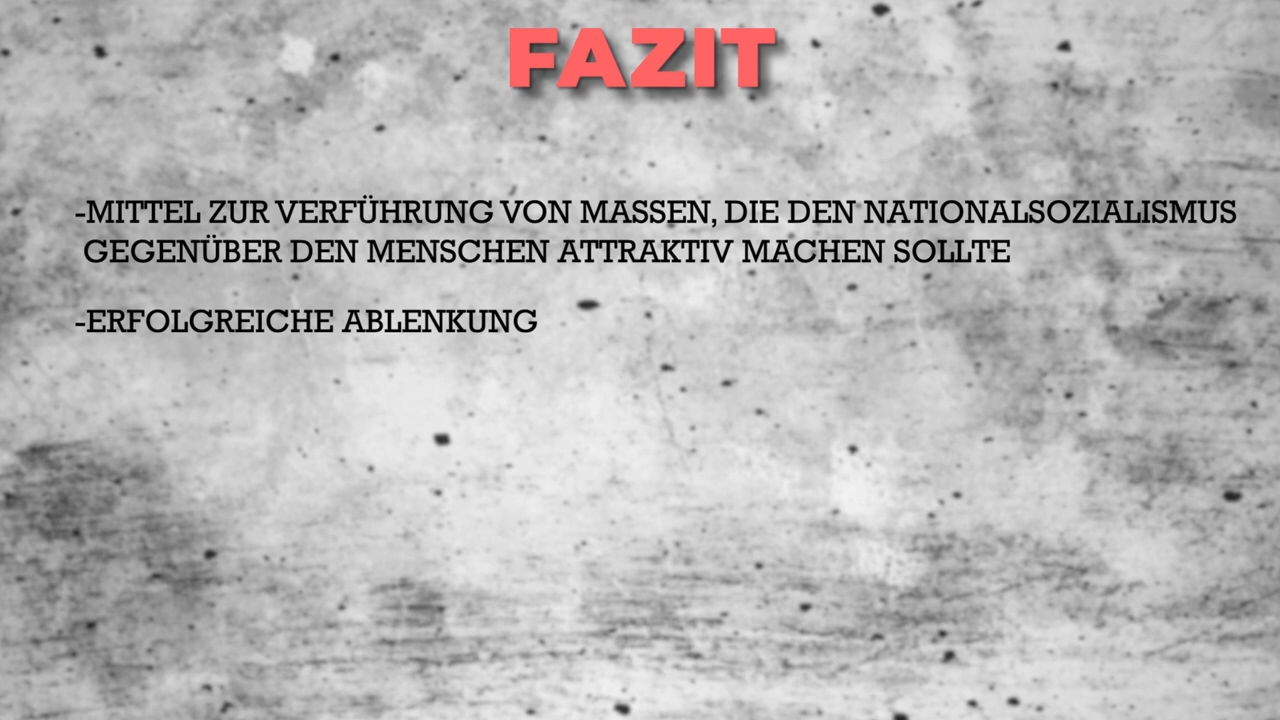 FAZIT
-MITTEL ZUR VERFÜHRUNG VON MASSEN, DIE DEN NATIONALSOZIALISMUS
GEGENÜBER DEN MENSCHEN ATTRAKTIV MACHEN SOLLTE
-ERFOLGREICHE ABLENKUNG